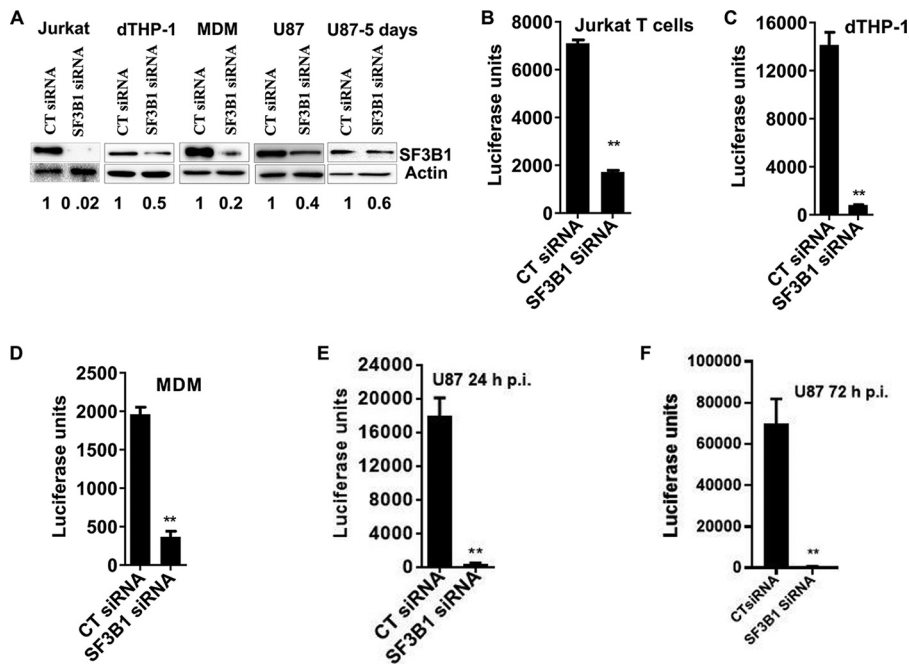 A
Jurkat dTHP-1 MDM U87 U87-5 days
CT siRNA SF3B1 siRNA CT siRNA SF3B1 siRNA CT siRNA SF3B1 siRNA CT siRNA SF3B1 siRNA CT siRNA SF3B1 siRNA
SF3B1
Actin
1 0 .02 1 0.5 1 0.2 1 0.4 1 0.6
B
Jurkat T cells
Luciferase units
8000
6000
4000
2000
0
**
CT siRNA
SF3B1 SiRNA
C
dTHP-1
Luciferase units
16000
12000
8000
4000
0
**
CT siRNA
SF3B1 SiRNA
D
MDM
Luciferase units
2500
2000
1500
1000
500
0
**
CT siRNA
SF3B1 siRNA
E
U87 24 h p.i.
Luciferase units
24000
20000
16000
12000
8000
4000
0
**
CT siRNA
SF3B1 siRNA
F
U87 72 h p.i.
Luciferase units
100000
80000
60000
40000
20000
0
**
CTsiRNA
SF3B1 SiRNA